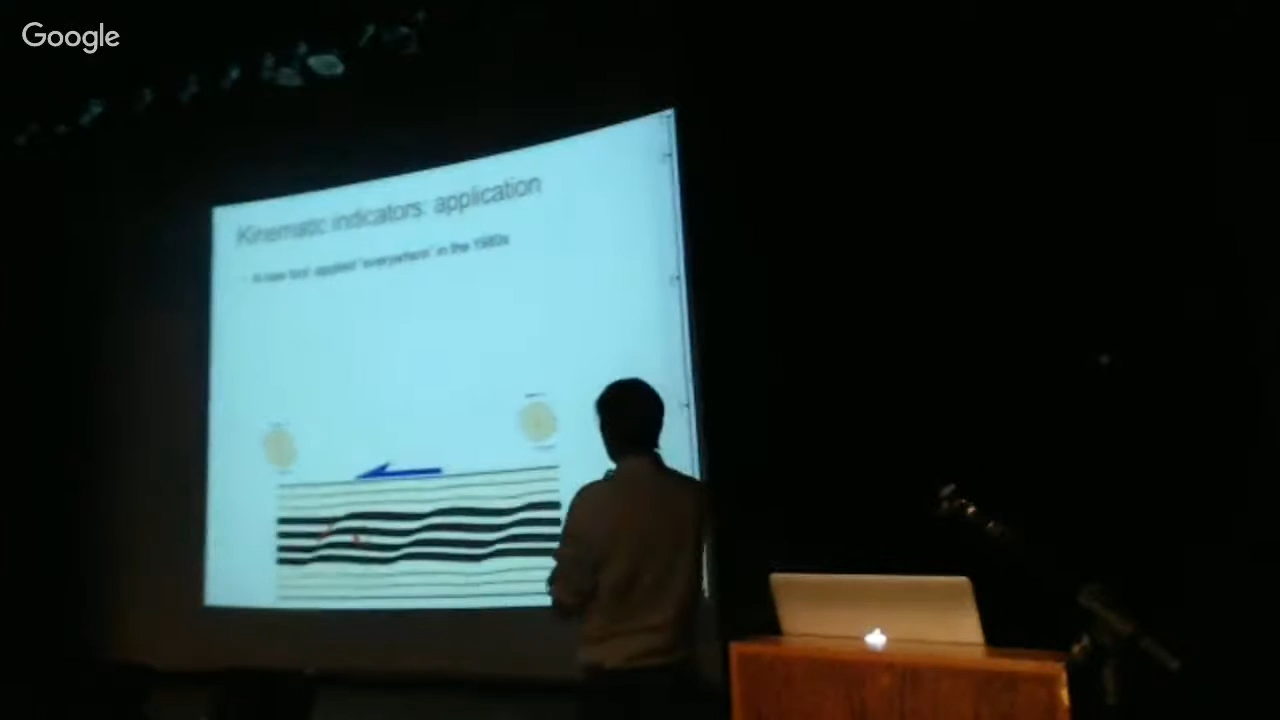 Google
Kinematic indicators: application
- A new tool applied 'everywhere' in the 1980s